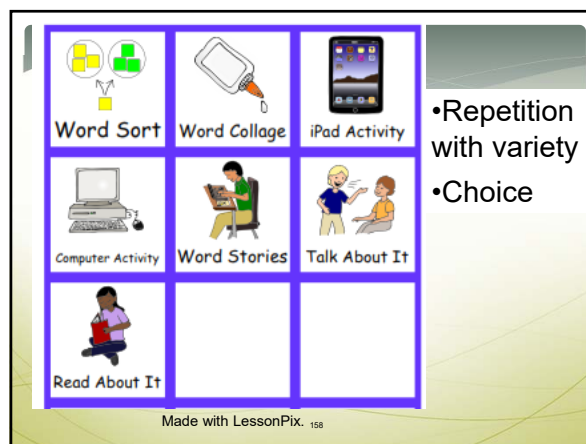 Word Sort
Word Collage
iPad Activity
Computer Activity
Word Stories
Talk About It
Read About It
•Repetition
with variety
•Choice
Made with LessonPix. 158